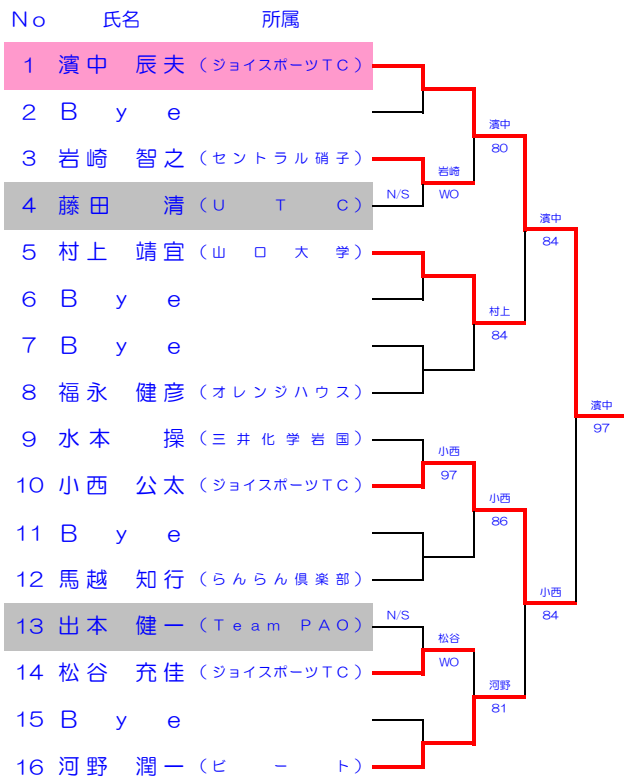 No 氏名 所属
1 濱中 辰夫 (ジョイスポーツTC)
2 Bye
濱中
80
3 岩崎 智之 (セントラル硝子)
岩崎
WO
4 藤田 清 (UTC) N/S
濱中
84
5 村上 靖宜 (山口大学)
6 Bye
村上
84
7 Bye
8 福永 健彦 (オレンジハウス)
濱中
97
9 水本 操 (三井化学岩国)
小西
97
10 小西 公太 (ジョイスポーツTC)
小西
86
11 Bye
12 馬越 知行 (らんらん倶楽部)
小西
84
13 出本 健一 (Team PAO) N/S
松谷
WO
14 松谷 充佳 (ジョイスポーツTC)
河野
81
15 Bye
16 河野 潤一 (ビート)